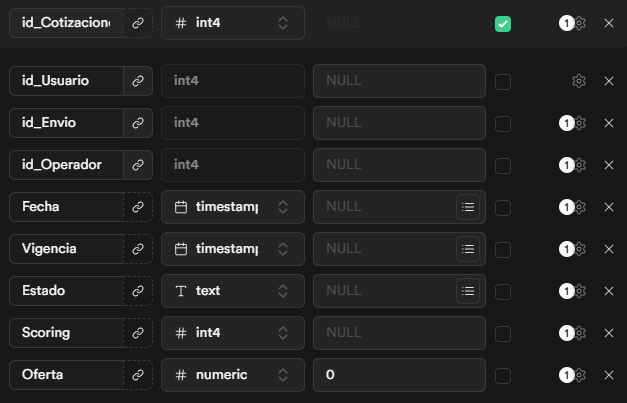 id_Cotizacion # int4 NULL 1
id_Usuario int4 NULL
id_Envio int4 NULL 1
id_Operador int4 NULL 1
Fecha timestamp NULL 1
Vigencia timestamp NULL 1
Estado T text NULL 1
Scoring # int4 NULL 1
Oferta # numeric 0 1